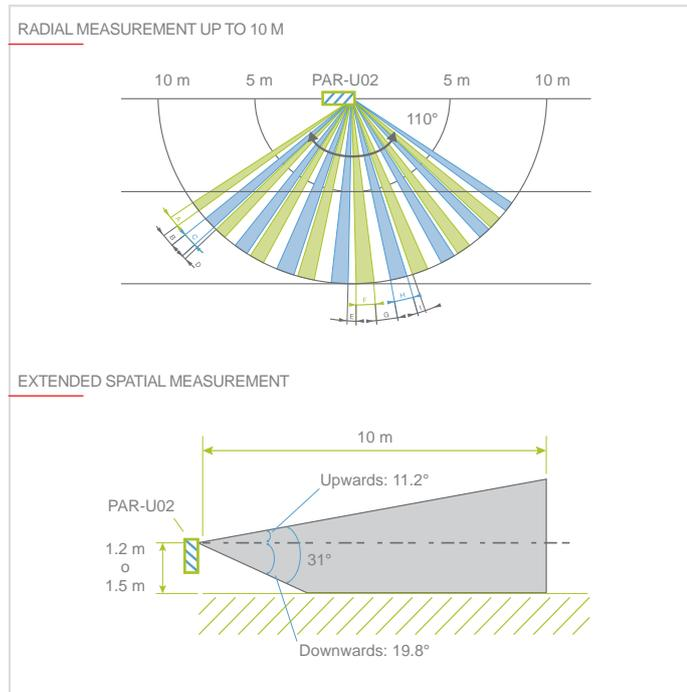 RADIAL MEASUREMENT UP TO 10 M
10 m 5 m PAR-U02 5 m 10 m
110°
A
B C
D
E F G H I
EXTENDED SPATIAL MEASUREMENT
10 m
Upwards: 11.2°
PAR-U02
1.2 m
o
1.5 m
31°
Downwards: 19.8°